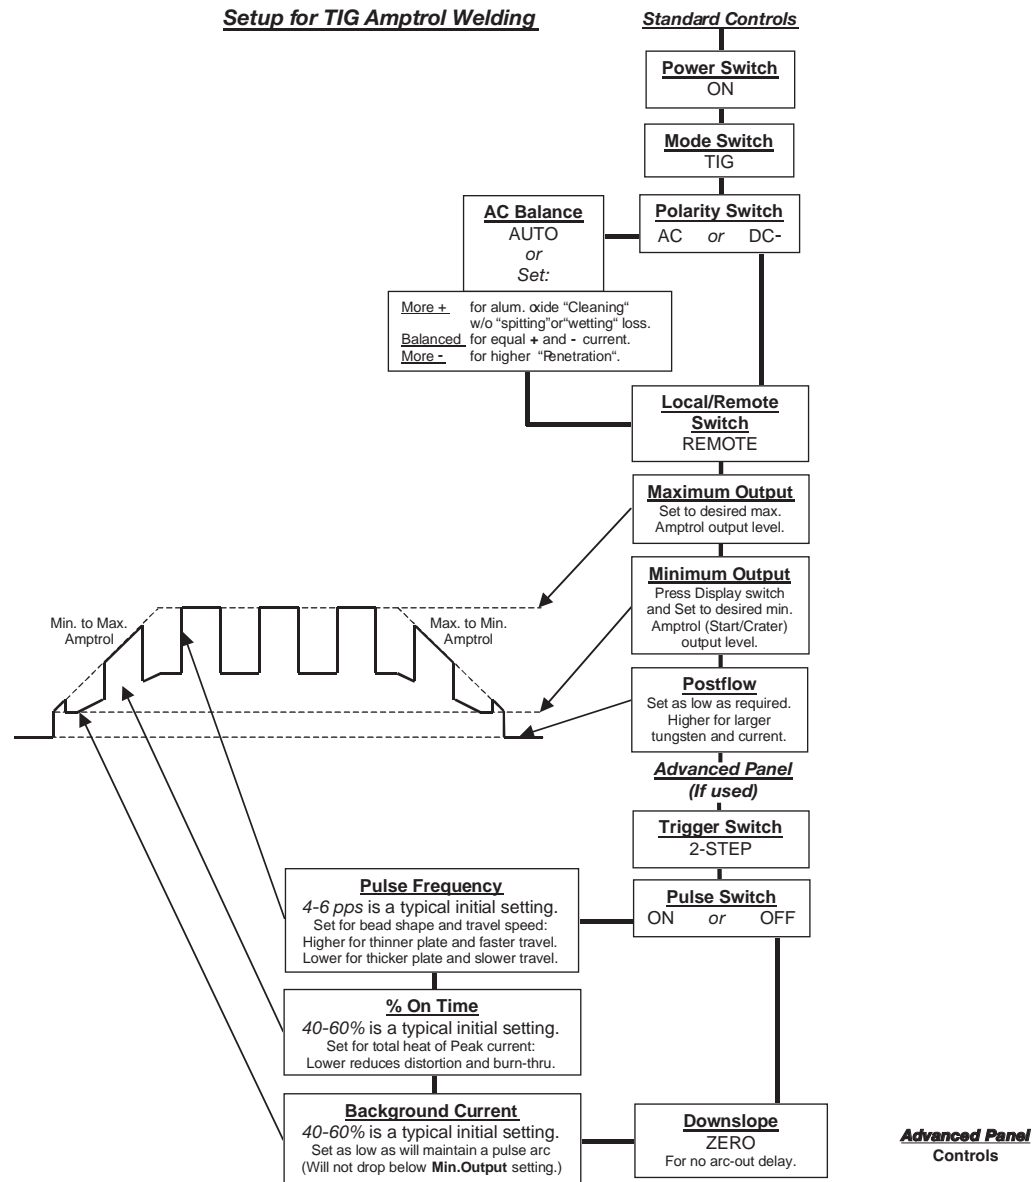 Setup for TIG Amptrol Welding
Standard Controls
Power Switch
ON
Mode Switch
TIG
AC Balance
AUTO
or
Set:
Polarity Switch
AC or DC-
More + for alum. oxide “Cleaning“
w/o “spitting“or“wetting“ loss.
Balanced for equal + and - current.
More - for higher “Penetration“.
Local/Remote
Switch
REMOTE
Maximum Output
Set to desired max.
Amptrol output level.
Minimum Output
Press Display switch
and Set to desired min.
Amptrol (Start/Crater)
output level.
Min. to Max.
Amptrol
Max. to Min.
Amptrol
Postflow
Set as low as required.
Higher for larger
tungsten and current.
Advanced Panel
(If used)
Trigger Switch
2-STEP
Pulse Frequency
4-6 pps is a typical initial setting.
Set for bead shape and travel speed:
Higher for thinner plate and faster travel.
Lower for thicker plate and slower travel.
Pulse Switch
ON or OFF
% On Time
40-60% is a typical initial setting.
Set for total heat of Peak current:
Lower reduces distortion and burn-thru.
Background Current
40-60% is a typical initial setting.
Set as low as will maintain a pulse arc
(Will not drop below Min.Output setting.)
Downslope
ZERO
For no arc-out delay.
Advanced Panel
Controls